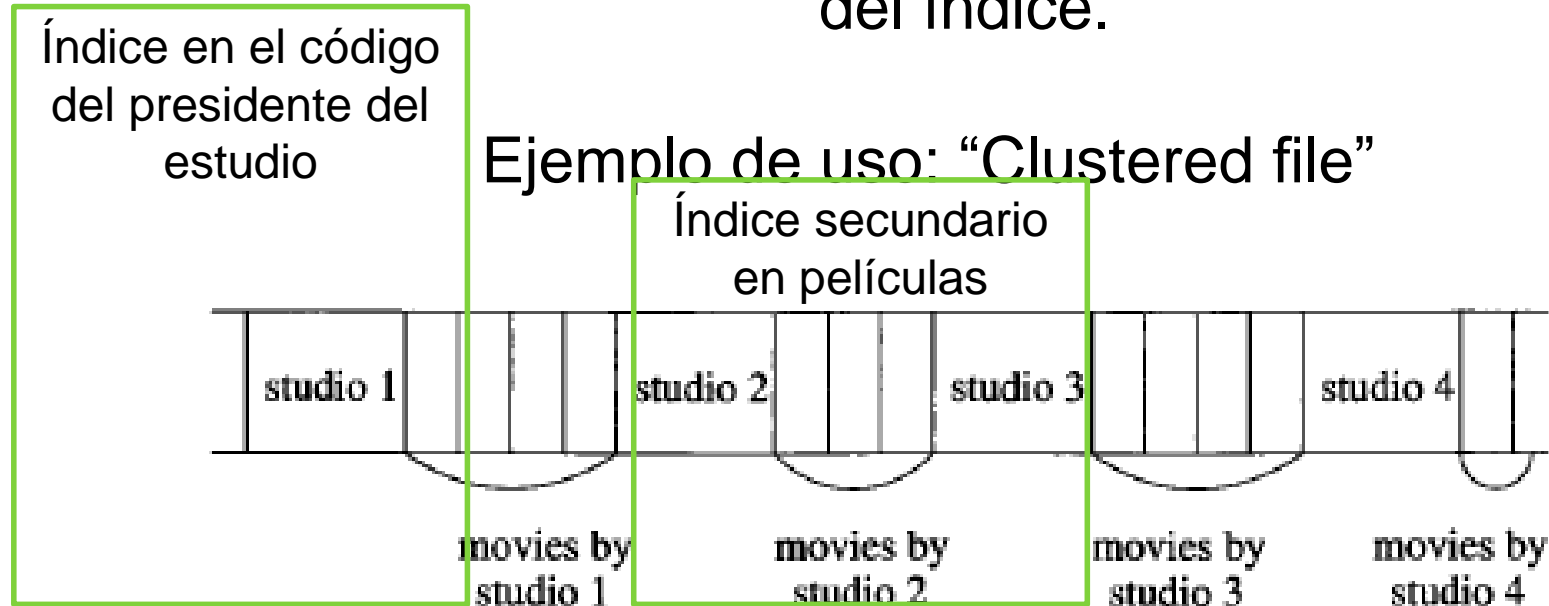 del índice.
Índice en el código
del presidente del
estudio
Ejemplo de uso: “Clustered file”
Índice secundario
en películas
studio 1
studio 2
studio 3
studio 4
movies by
studio 1
movies by
studio 2
movies by
studio 3
movies by
studio 4